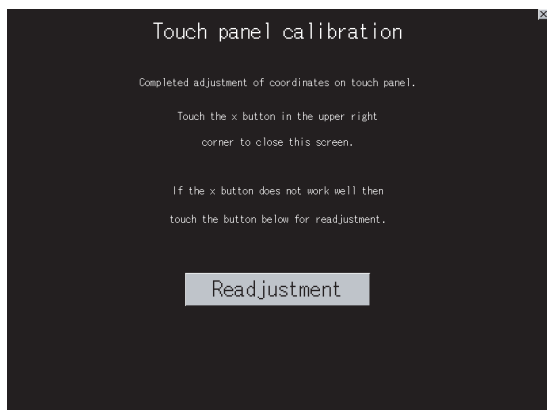 Touch panel calibration
Completed adjustment of coordinates on touch panel.
Touch the x button in the upper right
corner to close this screen.
If the x button does not work well then
touch the button below for readjustment.
Readjustment